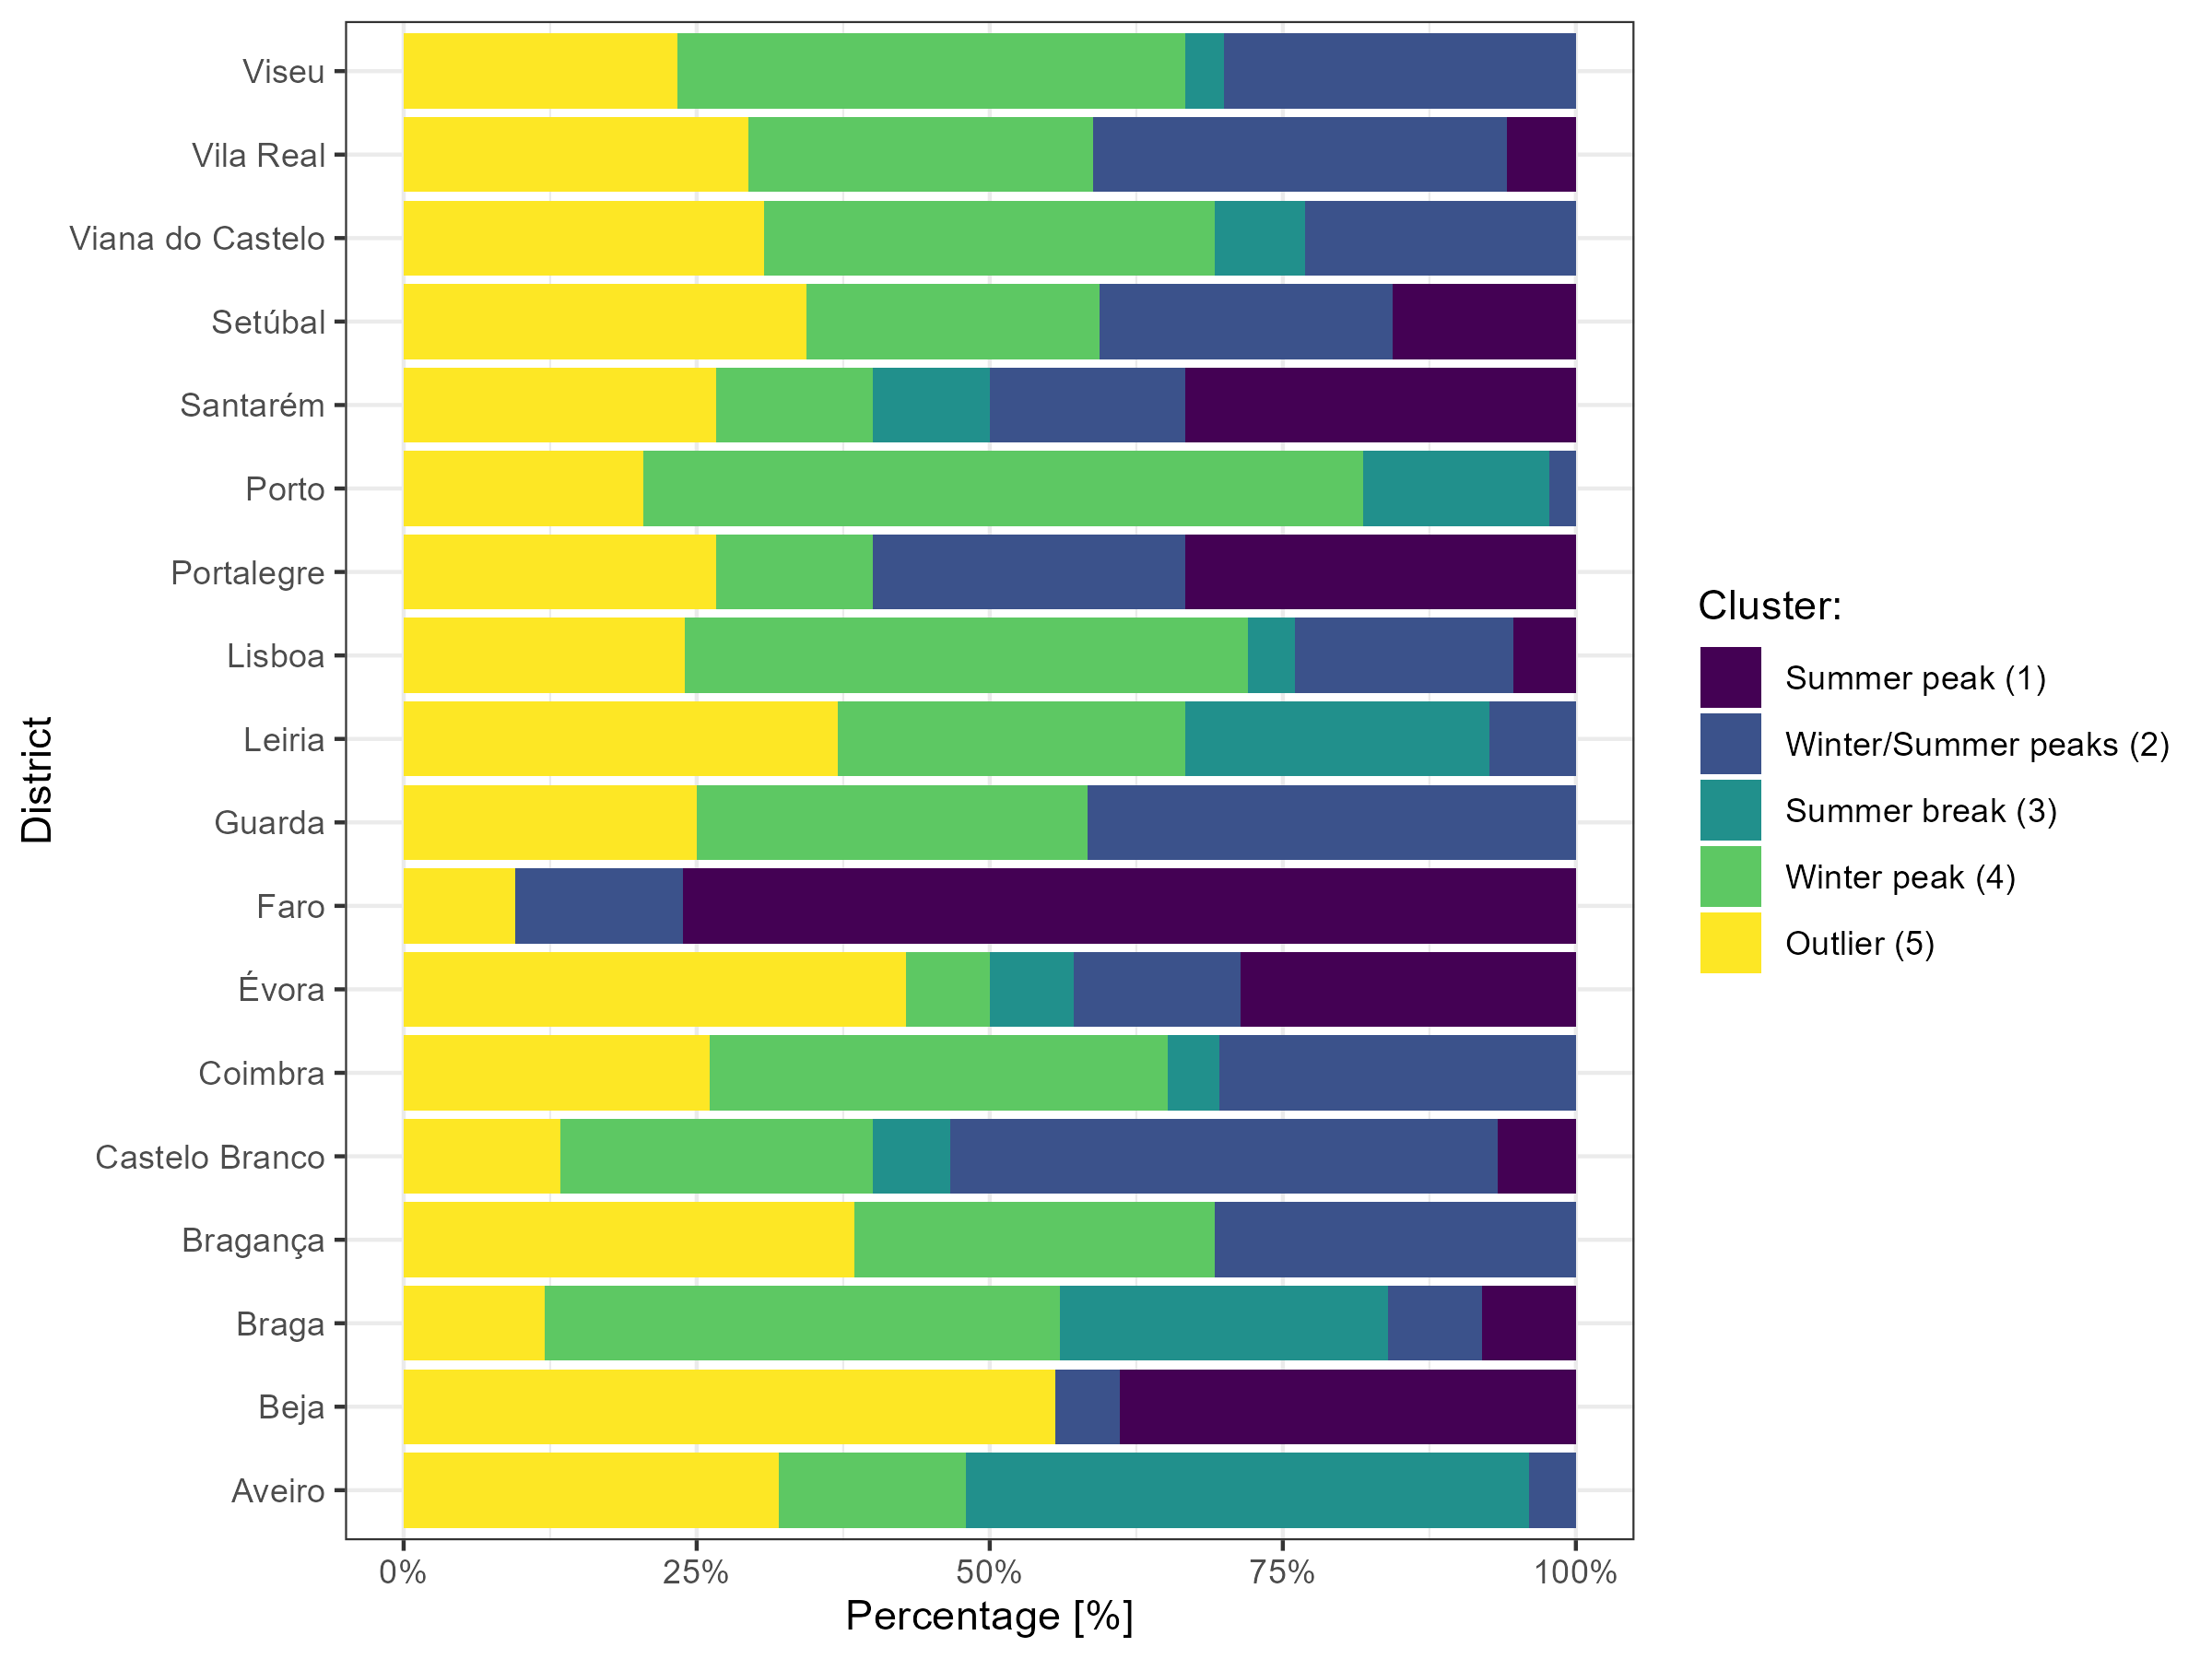 Viseu
Vila Real
Viana do Castelo
Setúbal
Santarém
Porto
Portalegre
Lisboa
Leiria
Guarda
Faro
Évora
Coimbra
Castelo Branco
Bragança
Braga
Beja
Aveiro
District
0% 25% 50% 75% 100%
Percentage [%]
Cluster:
Summer peak (1)
Winter/Summer peaks (2)
Summer break (3)
Winter peak (4)
Outlier (5)